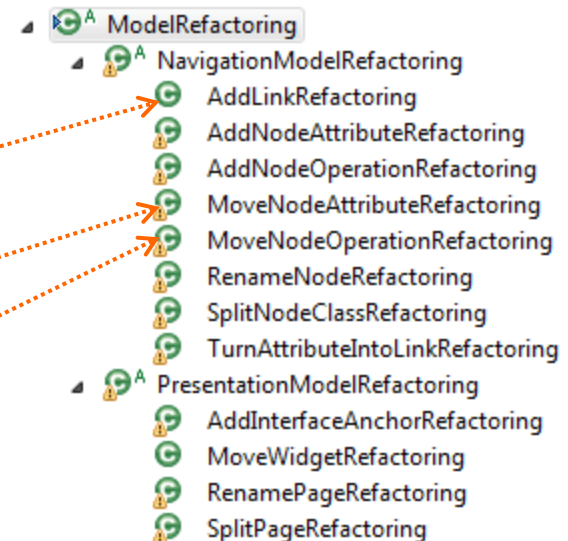 A ModelRefactoring
A NavigationModelRefactoring
C AddLinkRefactoring
C AddNodeAttributeRefactoring
C AddNodeOperationRefactoring
C MoveNodeAttributeRefactoring
C MoveNodeOperationRefactoring
C RenameNodeRefactoring
C SplitNodeClassRefactoring
C TurnAttributeIntoLinkRefactoring
A PresentationModelRefactoring
C AddInterfaceAnchorRefactoring
C MoveWidgetRefactoring
C RenamePageRefactoring
C SplitPageRefactoring